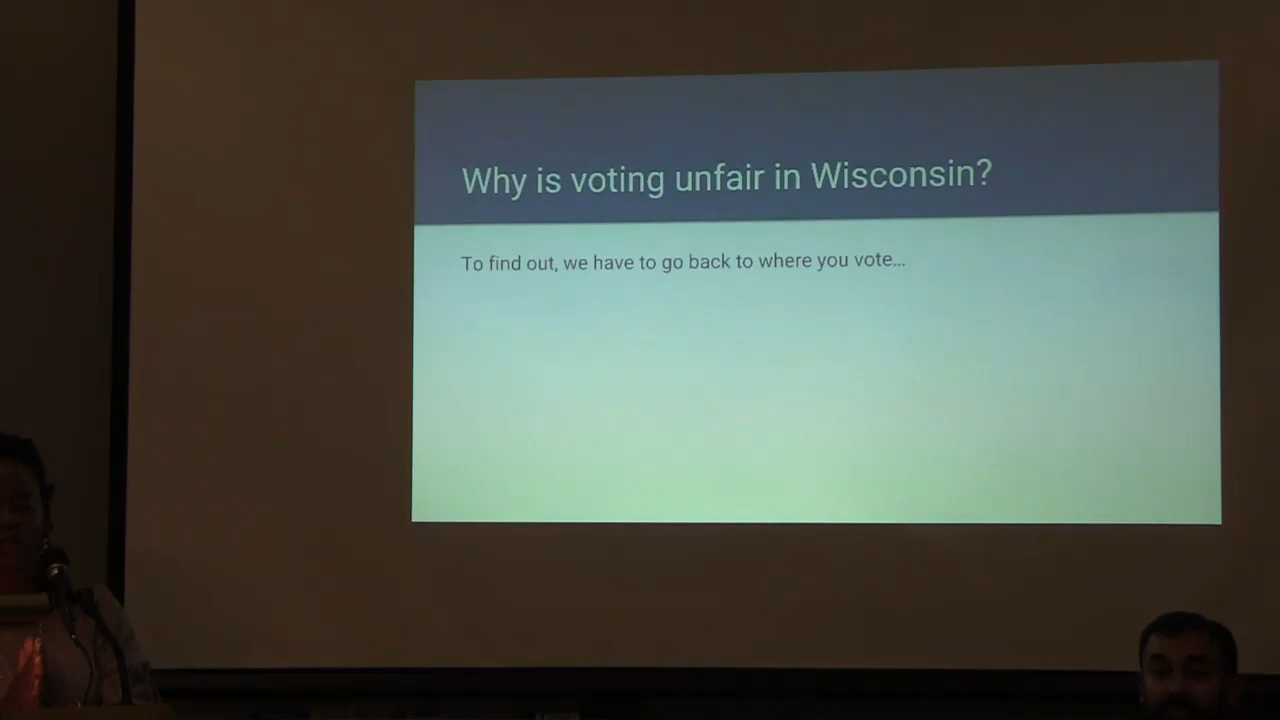 Why is voting unfair in Wisconsin?
To find out, we have to go back to where you vote...